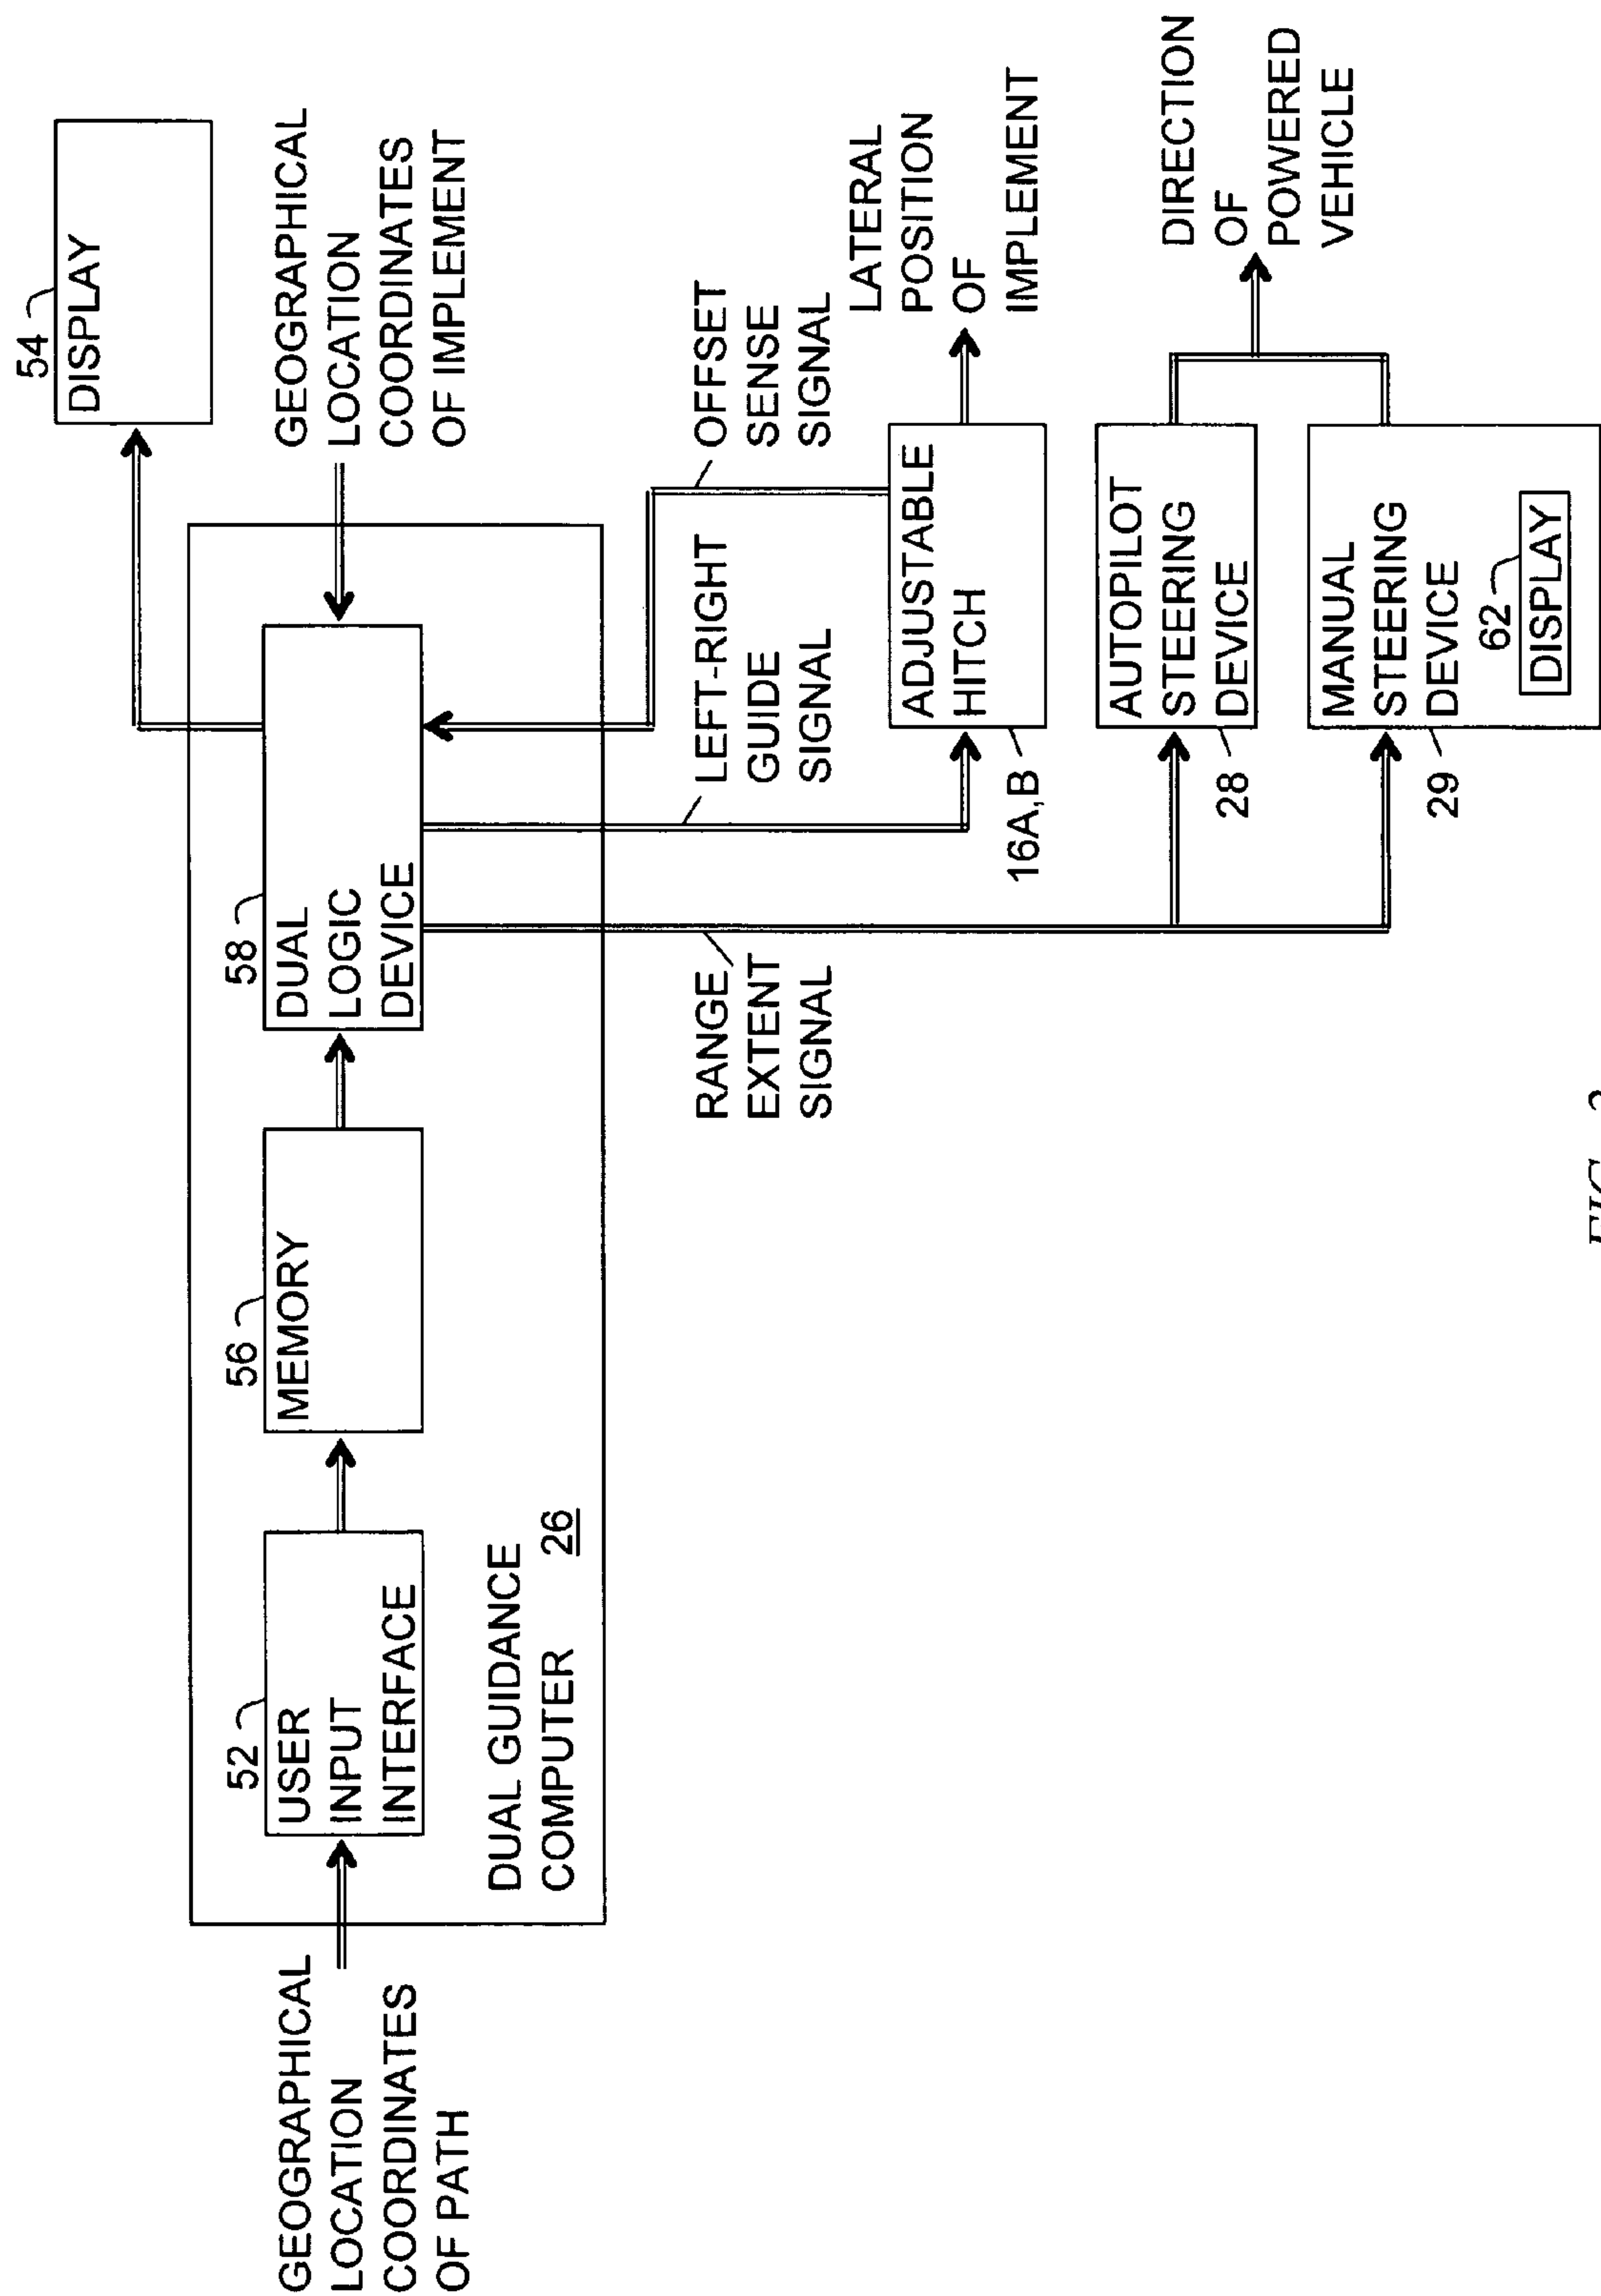 54
DISPLAY
GEOGRAPHICAL
LOCATION
COORDINATES
OF PATH
52
USER
INPUT
INTERFACE
56
MEMORY
58
DUAL
LOGIC
DEVICE
GEOGRAPHICAL
LOCATION
COORDINATES
OF IMPLEMENT
DUAL GUIDANCE
COMPUTER 26
RANGE
EXTENT
SIGNAL
LEFT-RIGHT
GUIDE
SIGNAL
OFFSET
SENSE
SIGNAL
ADJUSTABLE
HITCH
16A,B
LATERAL
POSITION
OF
IMPLEMENT
AUTOPILOT
STEERING
DEVICE
28
MANUAL
STEERING
DEVICE
62
DISPLAY
29
DIRECTION
OF
POWERED
VEHICLE